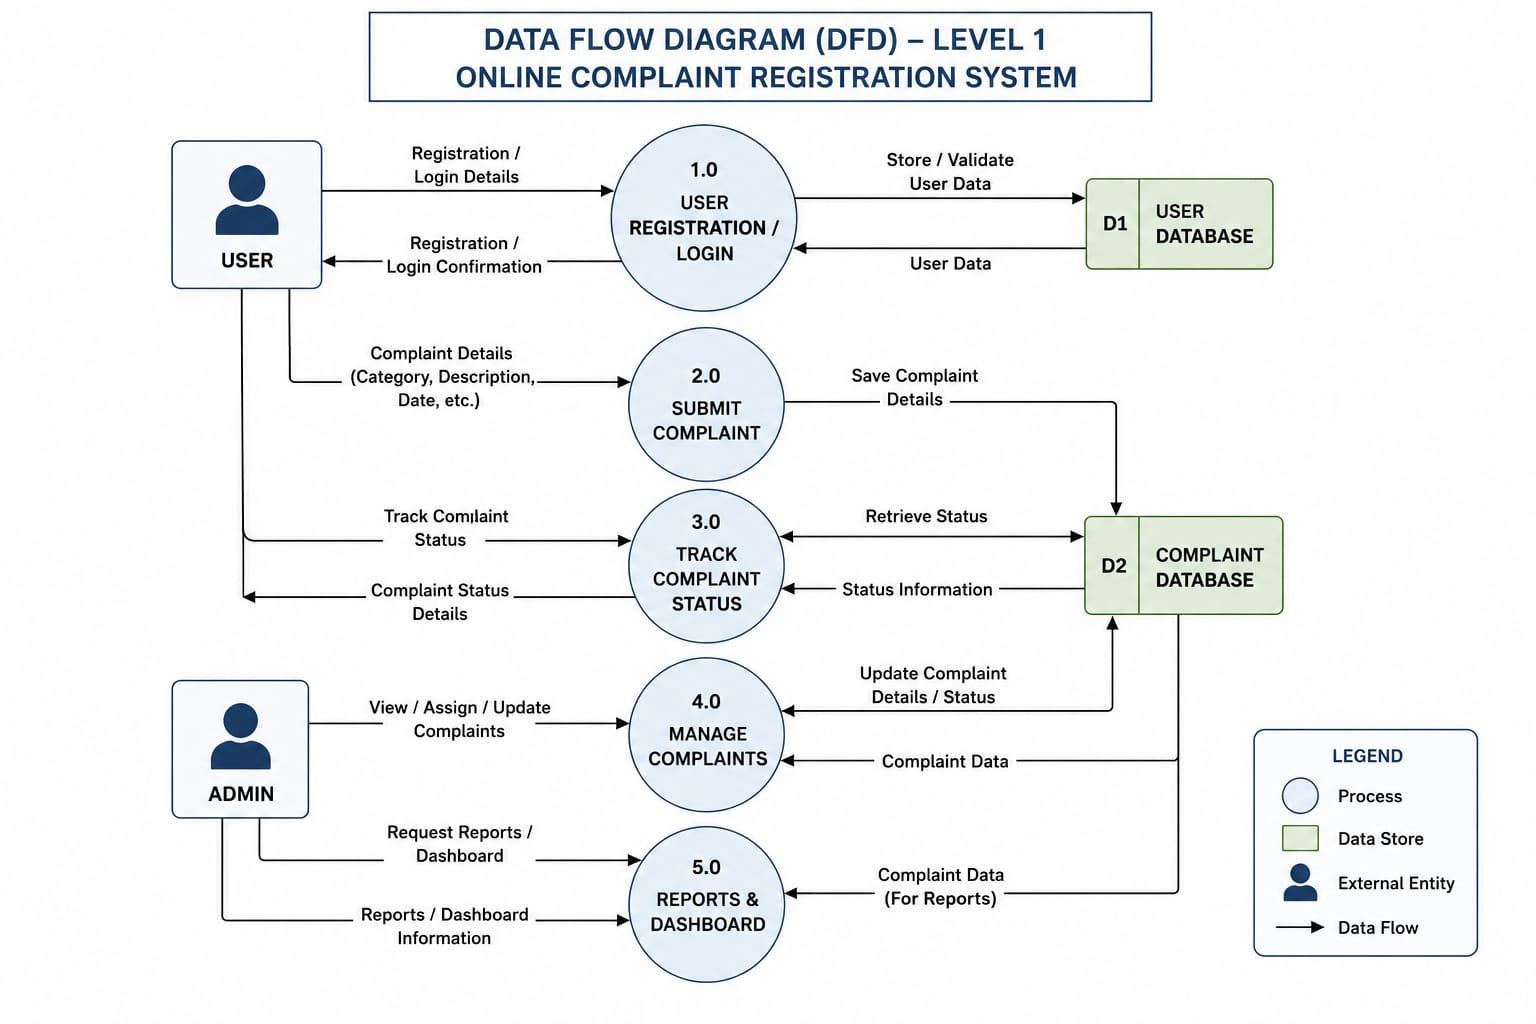 DATA FLOW DIAGRAM (DFD) – LEVEL 1
ONLINE COMPLAINT REGISTRATION SYSTEM
USER
Registration /
Login Details
Registration /
Login Confirmation
1.0
USER
REGISTRATION /
LOGIN
Store / Validate
User Data
User Data
D1
USER
DATABASE
Complaint Details
(Category, Description,
Date, etc.)
2.0
SUBMIT
COMPLAINT
Save Complaint
Details
Track Comlaint
Status
Complaint Status
Details
3.0
TRACK
COMPLAINT
STATUS
Retrieve Status
Status Information
D2
COMPLAINT
DATABASE
ADMIN
View / Assign / Update
Complaints
4.0
MANAGE
COMPLAINTS
Update Complaint
Details / Status
Complaint Data
Request Reports /
Dashboard
Reports / Dashboard
Information
5.0
REPORTS &
DASHBOARD
Complaint Data
(For Reports)
LEGEND
Process
Data Store
External Entity
Data Flow